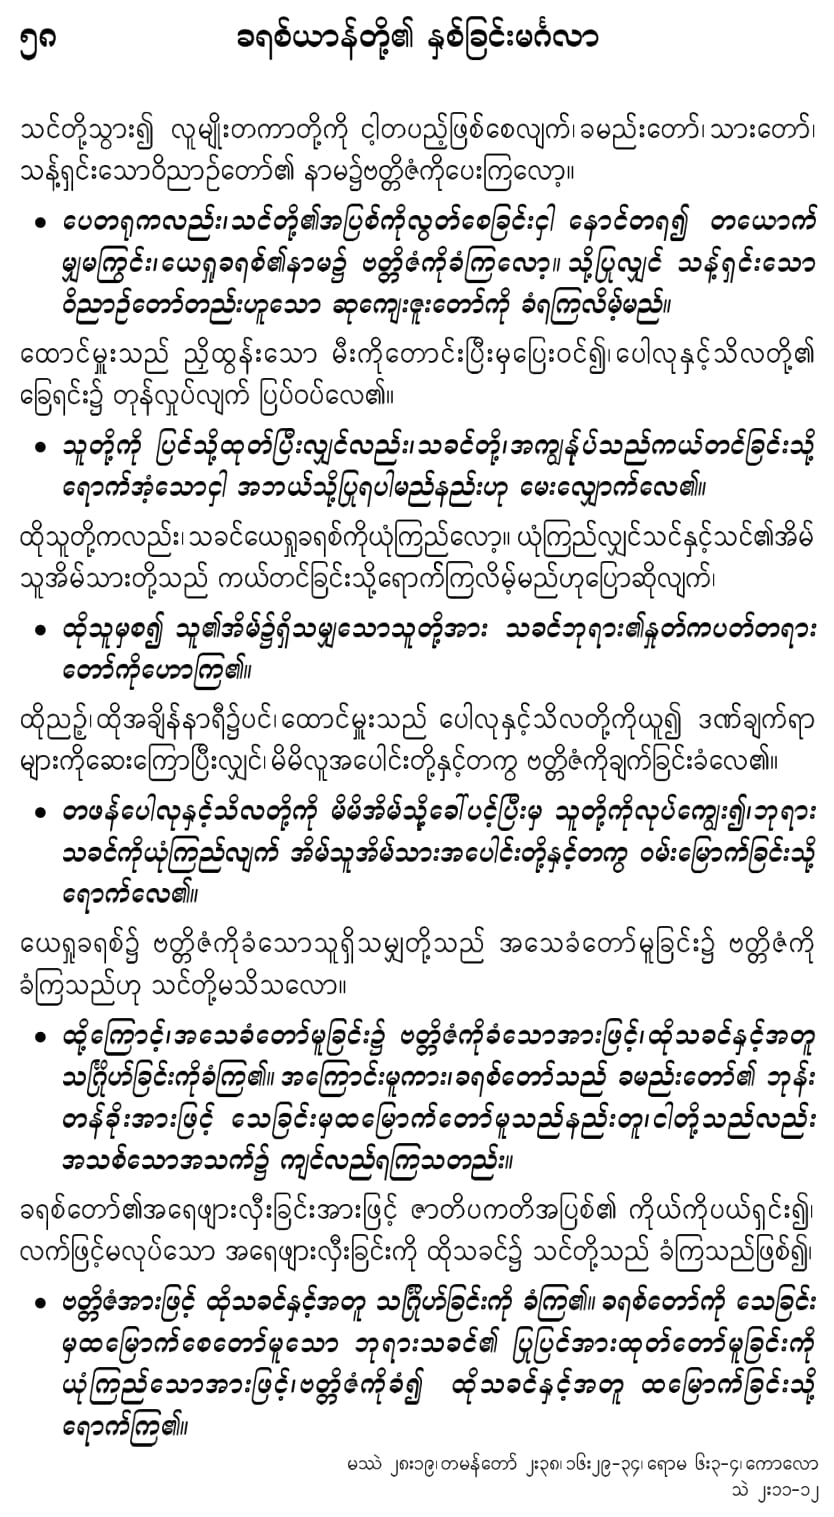 ၅၈ ခရစ်ယာန်တို့၏ နှစ်ခြင်းမင်္ဂလာ
သင်တို့သွား၍ လူမျိုးတကာတို့ကို ငါ့တပည့်ဖြစ်စေလျက်၊ ခမည်းတော်၊ သားတော်၊
သန့်ရှင်းသောဝိညာဉ်တော်၏ နာမ၌ဗတ္တိဇံကိုပေးကြလော့။
• ပေတရုကလည်း၊ သင်တို့၏အပြစ်ကိုလွတ်စေခြင်းငှါ နောင်တရ၍ တယောက်
မျှမကြွင်း၊ ယေရှုခရစ်၏နာမ၌ ဗတ္တိဇံကိုခံကြလော့။ သို့ပြုလျှင် သန့်ရှင်းသော
ဝိညာဉ်တော်တည်းဟူသော ဆုကျေးဇူးတော်ကို ခံရကြလိမ့်မည်။
ထောင်မှူးသည် ညှိထွန်းသော မီးကိုတောင်းပြီးမှပြေးဝင်၍၊ ပေါလုနှင့်သိလတို့၏
ခြေရင်း၌ တုန်လှုပ်လျက် ပြပ်ဝပ်လေ၏။
• သူတို့ကို ပြင်သို့ထုတ်ပြီးလျှင်လည်း၊ သခင်တို့၊ အကျွန်ုပ်သည်ကယ်တင်ခြင်းသို့
ရောက်အံ့သောငှါ အဘယ်သို့ပြုရပါမည်နည်းဟု မေးလျှောက်လေ၏။
ထိုသူတို့ကလည်း၊ သခင်ယေရှုခရစ်ကိုယုံကြည်လော့။ ယုံကြည်လျှင်သင်နှင့်သင်၏အိမ်
သူအိမ်သားတို့သည် ကယ်တင်ခြင်းသို့ရောက်ကြလိမ့်မည်ဟုပြောဆိုလျက်၊
• ထိုသူမှစ၍ သူ၏အိမ်၌ရှိသမျှသောသူတို့အား သခင်ဘုရား၏နှုတ်ကပတ်တရား
တော်ကိုဟောကြ၏။
ထိုညဉ့်၊ ထိုအချိန်နာရီ၌ပင်၊ ထောင်မှူးသည် ပေါလုနှင့်သိလတို့ကိုယူ၍ ဒဏ်ချက်ရာ
များကိုဆေးကြောပြီးလျှင်၊ မိမိလူအပေါင်းတို့နှင့်တကွ ဗတ္တိဇံကိုချက်ခြင်းခံလေ၏။
• တဖန်ပေါလုနှင့်သိလတို့ကို မိမိအိမ်သို့ခေါ်ပင့်ပြီးမှ သူတို့ကိုလုပ်ကျွေး၍၊ ဘုရား
သခင်ကိုယုံကြည်လျက် အိမ်သူအိမ်သားအပေါင်းတို့နှင့်တကွ ဝမ်းမြောက်ခြင်းသို့
ရောက်လေ၏။
ယေရှုခရစ်၌ ဗတ္တိဇံကိုခံသောသူရှိသမျှတို့သည် အသေခံတော်မူခြင်း၌ ဗတ္တိဇံကို
ခံကြသည်ဟု သင်တို့မသိသလော။
• ထို့ကြောင့်၊ အသေခံတော်မူခြင်း၌ ဗတ္တိဇံကိုခံသောအားဖြင့်၊ ထိုသခင်နှင့်အတူ
သင်္ဂြိုဟ်ခြင်းကိုခံကြ၏။ အကြောင်းမူကား၊ ခရစ်တော်သည် ခမည်းတော်၏ ဘုန်း
တန်ခိုးအားဖြင့် သေခြင်းမှထမြောက်တော်မူသည်နည်းတူ၊ ငါတို့သည်လည်း
အသစ်သောအသက်၌ ကျင်လည်ရကြသတည်း။
ခရစ်တော်၏အရေဖျားလှီးခြင်းအားဖြင့် ဇာတိပကတိအပြစ်၏ ကိုယ်ကိုပယ်ရှင်း၍၊
လက်ဖြင့်မလုပ်သော အရေဖျားလှီးခြင်းကို ထိုသခင်၌ သင်တို့သည် ခံကြသည်ဖြစ်၍၊
• ဗတ္တိဇံအားဖြင့် ထိုသခင်နှင့်အတူ သင်္ဂြိုဟ်ခြင်းကို ခံကြ၏။ ခရစ်တော်ကို သေခြင်း
မှထမြောက်စေတော်မူသော ဘုရားသခင်၏ ပြုပြင်အားထုတ်တော်မူခြင်းကို
ယုံကြည်သောအားဖြင့်၊ ဗတ္တိဇံကိုခံ၍ ထိုသခင်နှင့်အတူ ထမြောက်ခြင်းသို့
ရောက်ကြ၏။
မဿဲ ၂၈း၁၉၊ တမန်တော် ၂း၃၈၊ ၁၆း၂၉-၃၄၊ ရောမ ၆း၃-၄၊ ကောလော
သဲ ၂း၁၁-၁၂